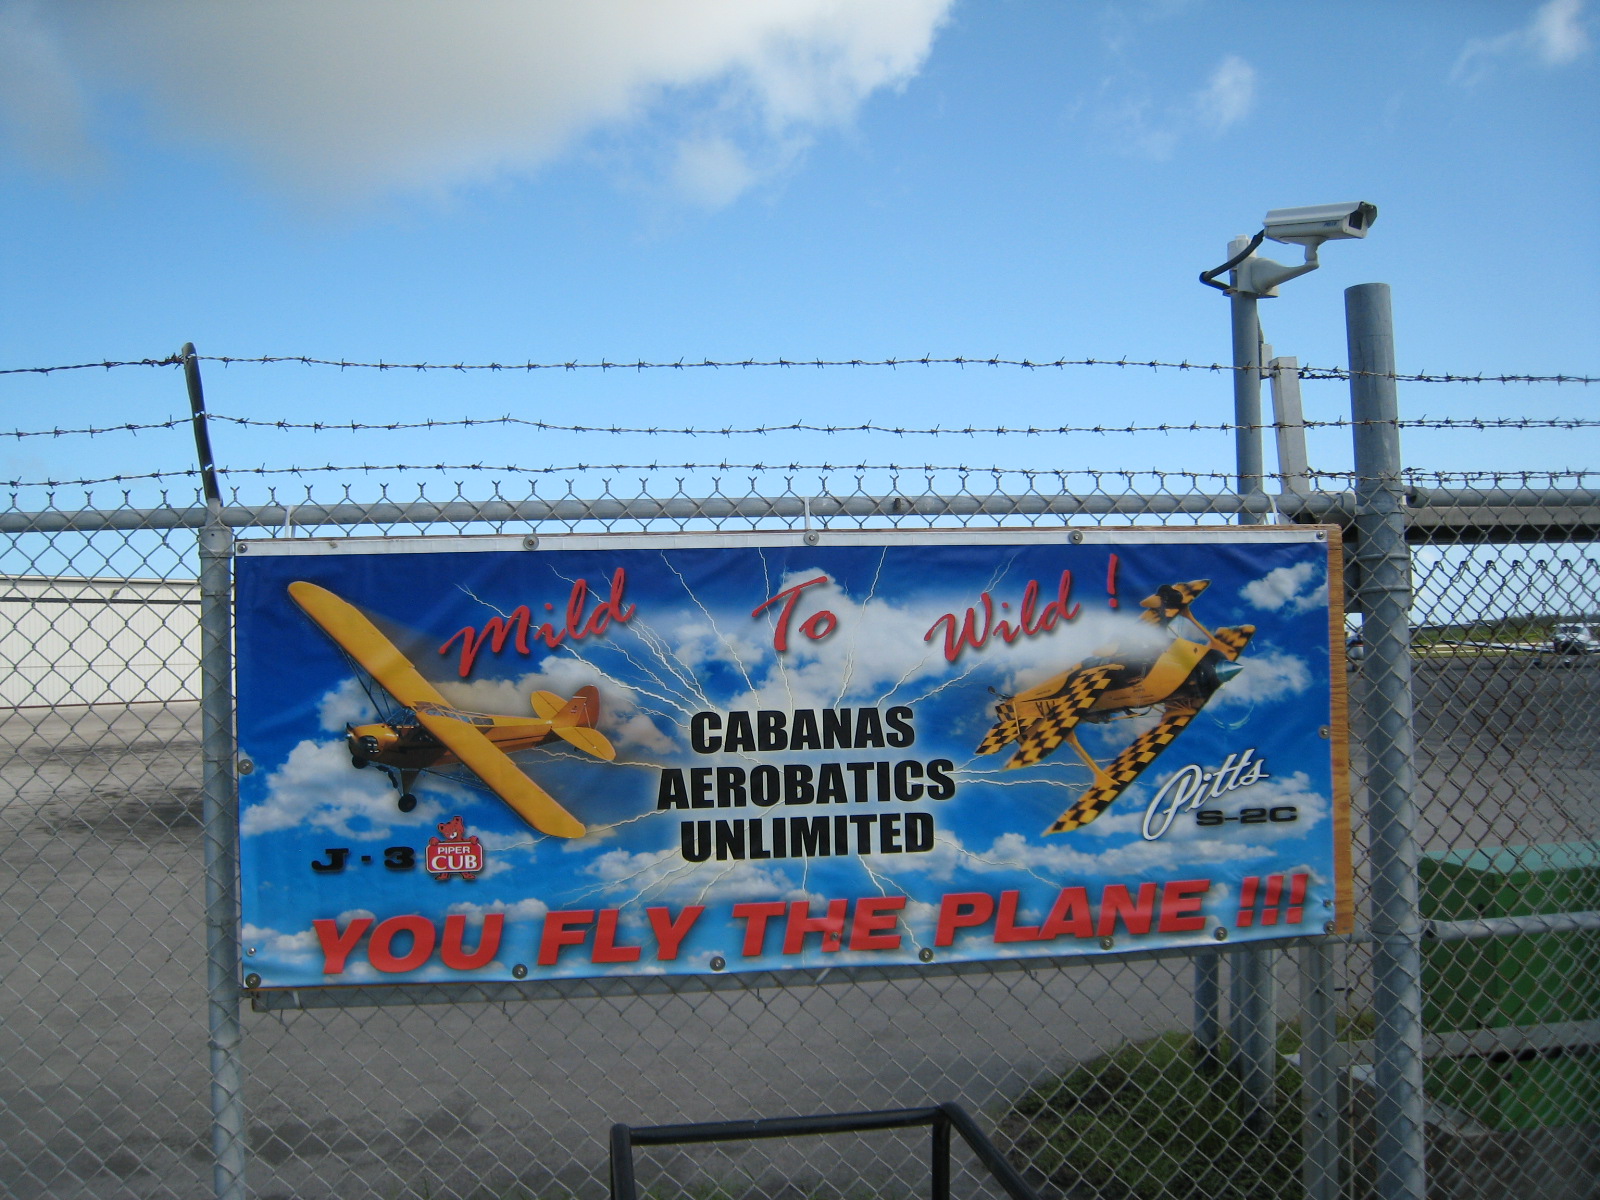 Mild To Wild !
CABANAS
AEROBATICS
UNLIMITED
J-3 PIPER
CUB
Pitts
S-2C
YOU FLY THE PLANE !!!